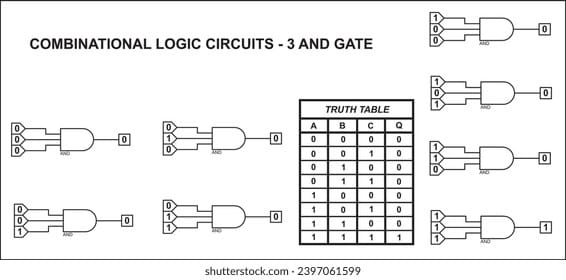 COMBINATIONAL LOGIC CIRCUITS - 3 AND GATE
0
0
0
0
AND
0
0
1
0
AND
0
1
0
0
AND
0
1
1
0
AND
TRUTH TABLE
A B C Q
0 0 0 0
0 0 1 0
0 1 0 0
0 1 1 0
1 0 0 0
1 0 1 0
1 1 0 0
1 1 1 1
1
0
0
0
AND
1
0
1
0
AND
1
1
0
0
AND
1
1
1
1
AND
shutterstock.com · 2397061599